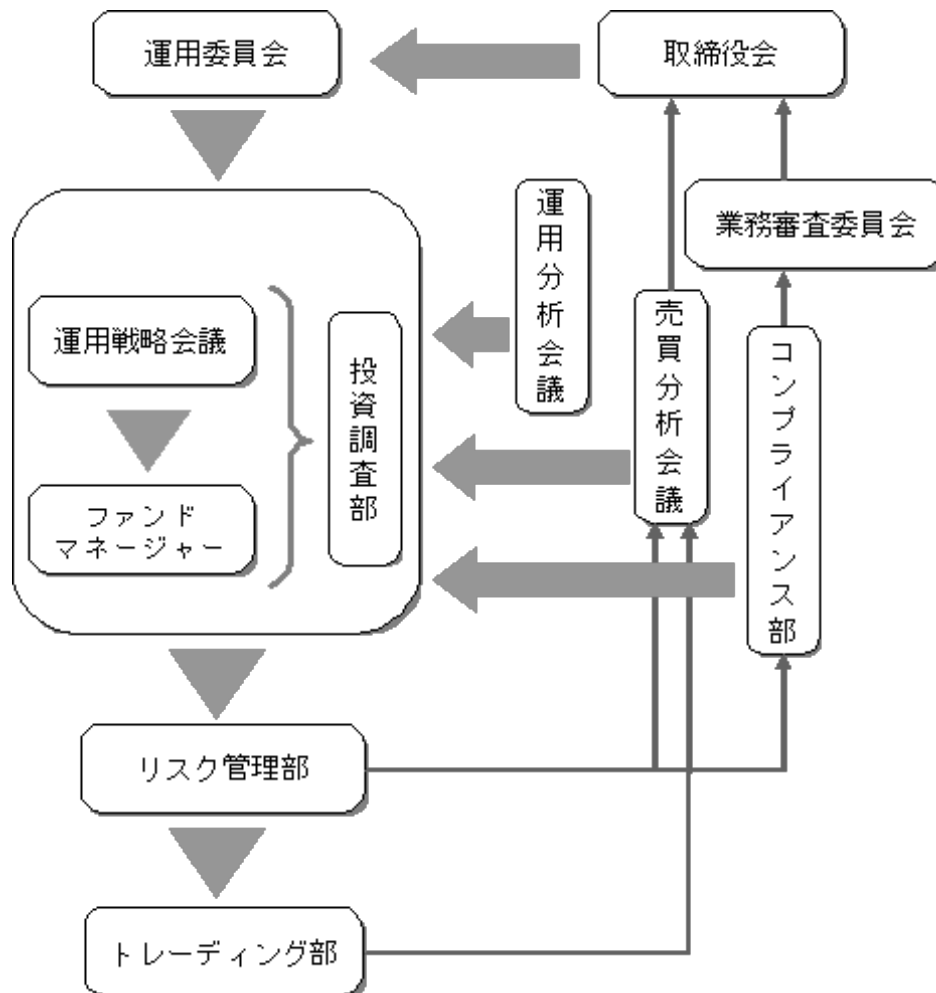 運用委員会
取締役会
運用分析会議
業務審査委員会
運用戦略会議
投資調査部
売買分析会議
コンプライアンス部
ファンド
マネージャー
リスク管理部
トレーディング部